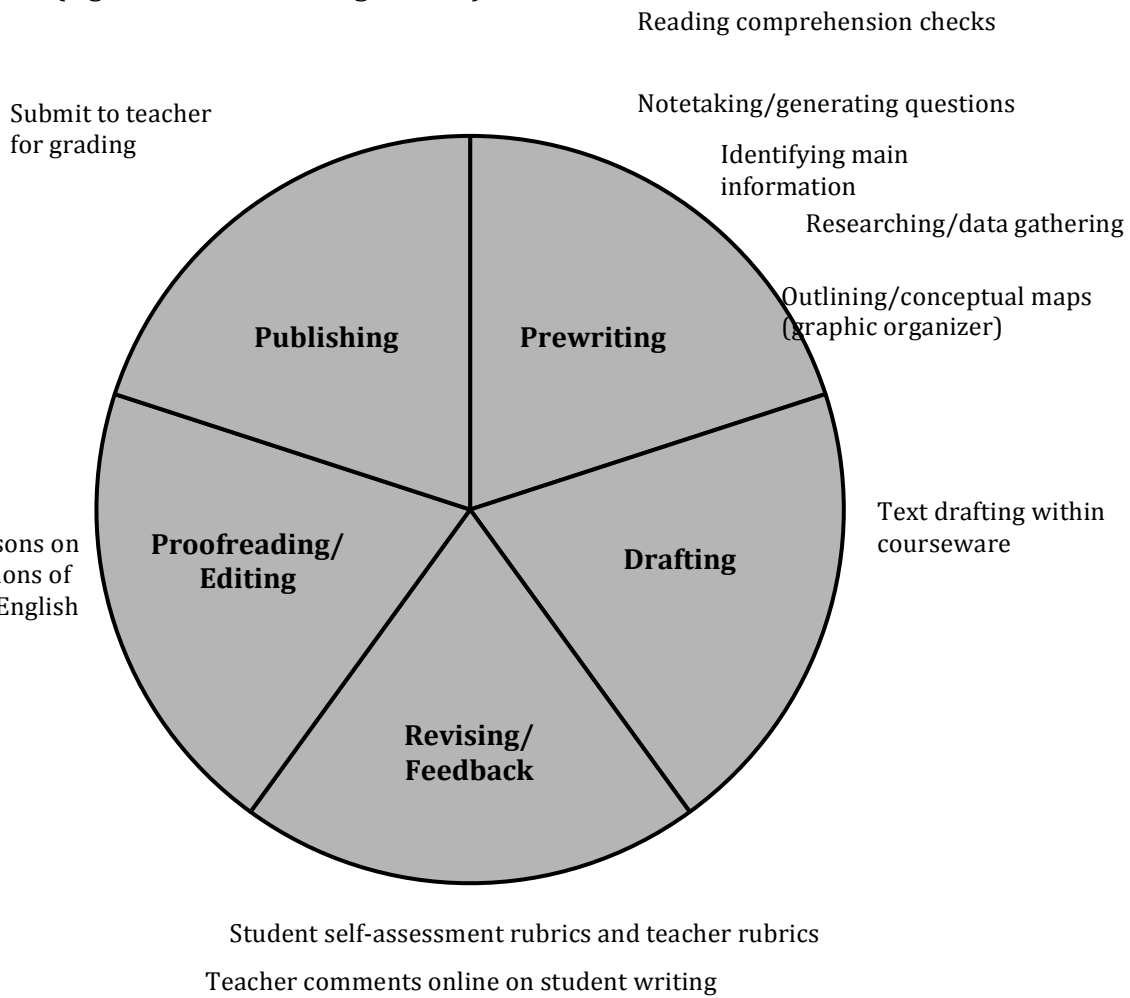 Reading comprehension checks
Notetaking/generating questions
Identifying main
information
Researching/data gathering
Outlining/conceptual maps
(graphic organizer)
Submit to teacher
for grading
Publishing
Prewriting
Text drafting within
courseware
Drafting
on
of
English
Proofreading/
Editing
Revising/
Feedback
Student self-assessment rubrics and teacher rubrics
Teacher comments online on student writing